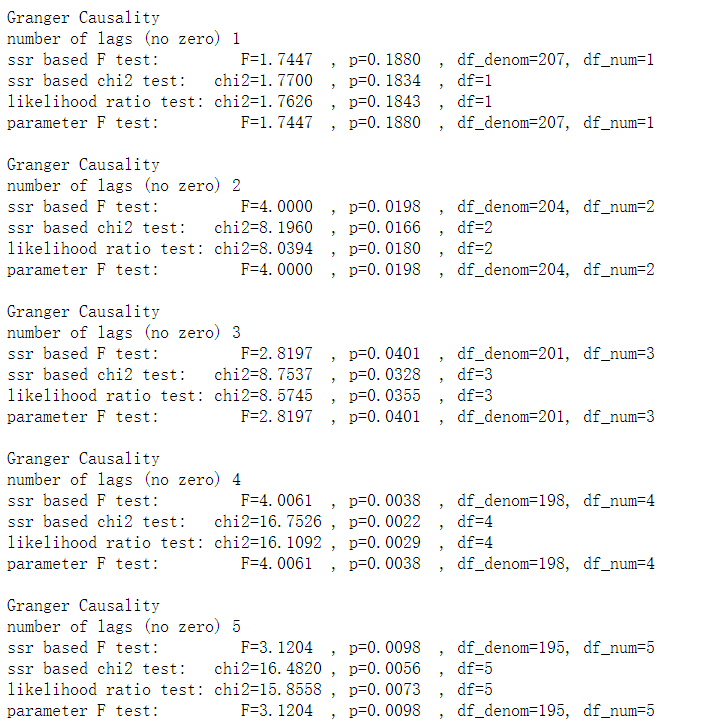 Granger Causality
number of lags (no zero) 1
ssr based F test:         F=1.7447  , p=0.1880  , df_denom=207, df_num=1
ssr based chi2 test:   chi2=1.7700  , p=0.1834  , df=1
likelihood ratio test: chi2=1.7626  , p=0.1843  , df=1
parameter F test:         F=1.7447  , p=0.1880  , df_denom=207, df_num=1

Granger Causality
number of lags (no zero) 2
ssr based F test:         F=4.0000  , p=0.0198  , df_denom=204, df_num=2
ssr based chi2 test:   chi2=8.1960  , p=0.0166  , df=2
likelihood ratio test: chi2=8.0394  , p=0.0180  , df=2
parameter F test:         F=4.0000  , p=0.0198  , df_denom=204, df_num=2

Granger Causality
number of lags (no zero) 3
ssr based F test:         F=2.8197  , p=0.0401  , df_denom=201, df_num=3
ssr based chi2 test:   chi2=8.7537  , p=0.0328  , df=3
likelihood ratio test: chi2=8.5745  , p=0.0355  , df=3
parameter F test:         F=2.8197  , p=0.0401  , df_denom=201, df_num=3

Granger Causality
number of lags (no zero) 4
ssr based F test:         F=4.0061  , p=0.0038  , df_denom=198, df_num=4
ssr based chi2 test:   chi2=16.7526 , p=0.0022  , df=4
likelihood ratio test: chi2=16.1092 , p=0.0029  , df=4
parameter F test:         F=4.0061  , p=0.0038  , df_denom=198, df_num=4

Granger Causality
number of lags (no zero) 5
ssr based F test:         F=3.1204  , p=0.0098  , df_denom=195, df_num=5
ssr based chi2 test:   chi2=16.4820 , p=0.0056  , df=5
likelihood ratio test: chi2=15.8558 , p=0.0073  , df=5
parameter F test:         F=3.1204  , p=0.0098  , df_denom=195, df_num=5